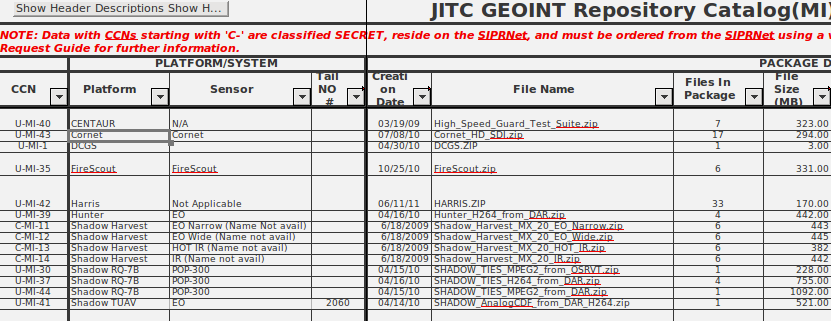 Show Header Descriptions Show H...
JITC GEOINT Repository Catalog(MI)
NOTE: Data with CCNs starting with 'C-' are classified SECRET, reside on the SIPRNet, and must be ordered from the SIPRNet using a
Request Guide for further information.
PLATFORM/SYSTEM PACKAGE D
CCN Platform Sensor Tail NO # Creati on Date File Name Files In Package File Size (MB)
U-MI-40 CENTAUR N/A 03/19/09 High_Speed_Guard_Test_Suite.zip 7 323.00
U-MI-43 Cornet Cornet 07/08/10 Cornet_HD_SDI.zip 17 294.00
U-MI-1 DCGS 04/30/10 DCGS.ZIP 1 3.00
U-MI-35 FireScout FireScout 10/25/10 FireScout.zip 6 331.00
U-MI-42 Harris Not Applicable 06/11/11 HARRIS.ZIP 33 170.00
U-MI-39 Hunter EO 04/16/10 Hunter_H264_from_DAR.zip 4 442.00
C-MI-11 Shadow Harvest EO Narrow (Name Not avail) 6/18/2009 Shadow_Harvest_MX_20_EO_Narrow.zip 6 443
C-MI-12 Shadow Harvest EO Wide (Name Not avail) 6/18/2009 Shadow_Harvest_MX_20_EO_Wide.zip 6 445
C-MI-13 Shadow Harvest HOT IR (Name Not avail) 6/18/2009 Shadow_Harvest_MX_20_HOT_IR.zip 6 382
C-MI-14 Shadow Harvest IR (Name not avail) 6/18/2009 Shadow_Harvest_MX_20_IR.zip 6 442
U-MI-30 Shadow RQ-7B POP-300 04/15/10 SHADOW_TIES_MPEG2_from_OSRVT.zip 1 228.00
U-MI-37 Shadow RQ-7B POP-300 04/16/10 SHADOW_TIES_H264_from_DAR.zip 4 755.00
U-MI-44 Shadow RQ-7B POP-300 04/15/10 SHADOW_TIES_MPEG2_from_DAR.zip 1 1092.00
U-MI-41 Shadow TUAV EO 2060 04/14/10 SHADOW_AnalogCDF_from_DAR_H264.zip 1 521.00